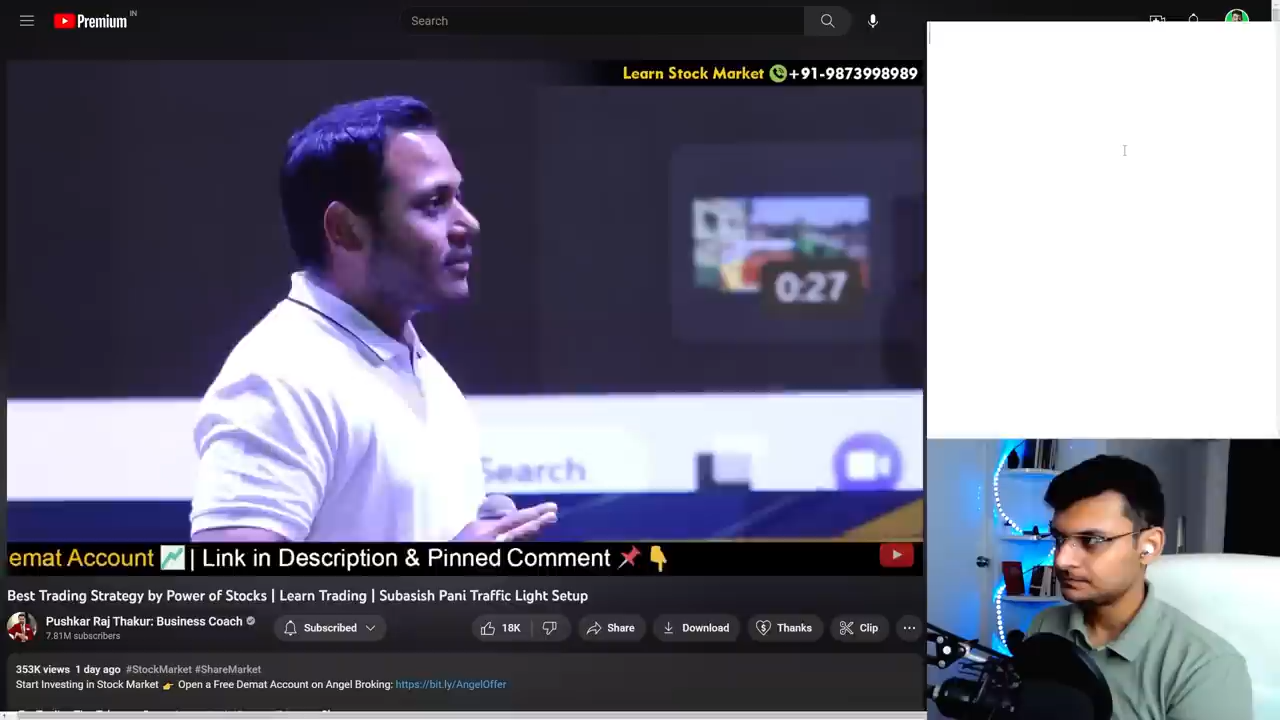 Premium IN
Search
Learn Stock Market +91-9873998989
0:27
Search
emat Account | Link in Description & Pinned Comment
Best Trading Strategy by Power of Stocks | Learn Trading | Subasish Pani Traffic Light Setup
Pushkar Raj Thakur: Business Coach
7.81M subscribers
Subscribed
18K
Share
Download
Thanks
Clip
353K views 1 day ago #StockMarket #ShareMarket
Start Investing in Stock Market 👉 Open a Free Demat Account on Angel Broking: https://bit.ly/AngelOffer